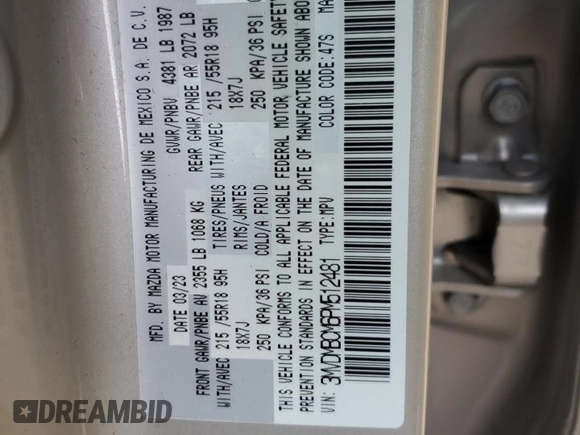 MFD. BY MAZDA MOTOR MANUFACTURING DE MEXICO S.A. DE C.V.
DATE 03/23 GVWR/PNBV 4381 LB 1987
FRONT GAWR/PNBE AV 2355 LB 1068 KG REAR GAWR/PNBE AR 2072 LB
WITH/AVEC 215 /55R18 95H TIRES/PNEUS WITH/AVEC 215 /55R18 95H
18X7J RIMS/JANTES 18X7J
250 KPA/36 PSI COLD/A FROID 250 KPA/36 PSI
THIS VEHICLE CONFORMS TO ALL APPLICABLE FEDERAL MOTOR VEHICLE SAFETY
PREVENTION STANDARDS IN EFFECT ON THE DATE OF MANUFACTURE SHOWN ABO
3MVDMBCM6PM512481 TYPE:MPV COLOR CODE:47S MA
DREAMBID